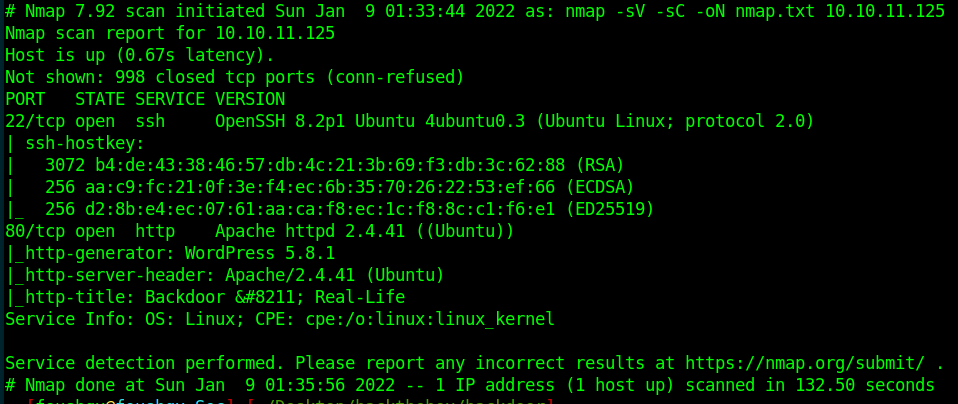 # Nmap 7.92 scan initiated Sun Jan  9 01:33:44 2022 as: nmap -sV -sC -oN nmap.txt 10.10.11.125
Nmap scan report for 10.10.11.125
Host is up (0.67s latency).
Not shown: 998 closed tcp ports (conn-refused)
PORT   STATE SERVICE VERSION
22/tcp open  ssh     OpenSSH 8.2p1 Ubuntu 4ubuntu0.3 (Ubuntu Linux; protocol 2.0)
| ssh-hostkey:
|   3072 b4:de:43:38:46:57:db:4c:21:3b:69:f3:db:3c:62:88 (RSA)
|   256 aa:c9:fc:21:0f:3e:f4:ec:6b:35:70:26:22:53:ef:66 (ECDSA)
|_  256 d2:8b:e4:ec:07:61:aa:ca:f8:ec:1c:f8:8c:c1:f6:e1 (ED25519)
80/tcp open  http    Apache httpd 2.4.41 ((Ubuntu))
|_http-generator: WordPress 5.8.1
|_http-server-header: Apache/2.4.41 (Ubuntu)
|_http-title: Backdoor &#8211; Real-Life
Service Info: OS: Linux; CPE: cpe:/o:linux:linux_kernel

Service detection performed. Please report any incorrect results at https://nmap.org/submit/ .
# Nmap done at Sun Jan  9 01:35:56 2022 -- 1 IP address (1 host up) scanned in 132.50 seconds